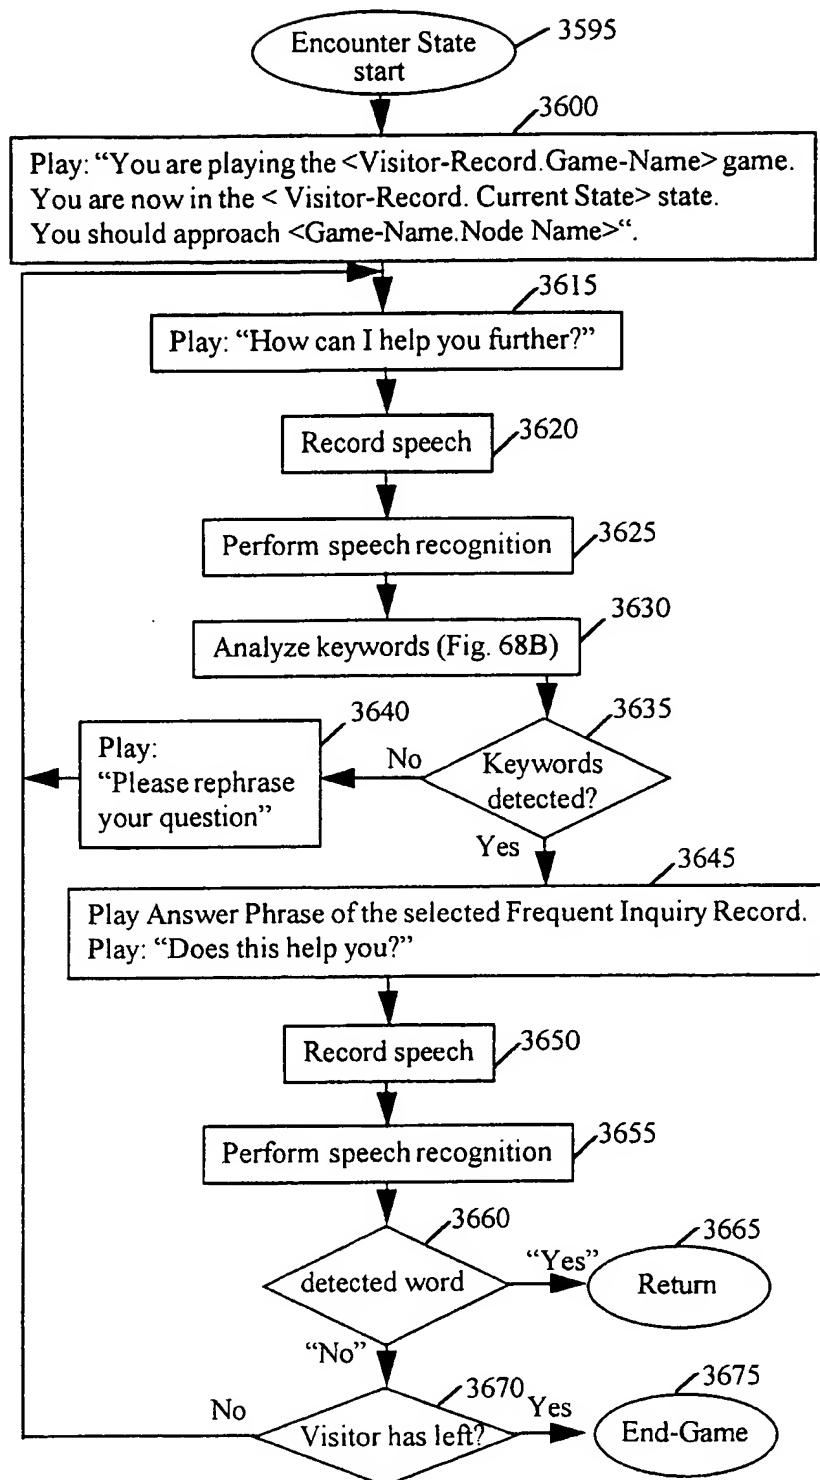 Encounter State
start
3595
3600
Play: “You are playing the <Visitor-Record.Game-Name> game.
You are now in the < Visitor-Record. Current State> state.
You should approach <Game-Name.Node Name>“.
3615
Play: “How can I help you further?”
Record speech
3620
Perform speech recognition
3625
Analyze keywords (Fig. 68B)
3630
3640
Play:
“Please rephrase
your question”
No
3635
Keywords
detected?
Yes
3645
Play Answer Phrase of the selected Frequent Inquiry Record.
Play: “Does this help you?”
Record speech
3650
Perform speech recognition
3655
3660
detected word
“Yes”
3665
Return
“No”
3670
No
Visitor has left?
Yes
3675
End-Game